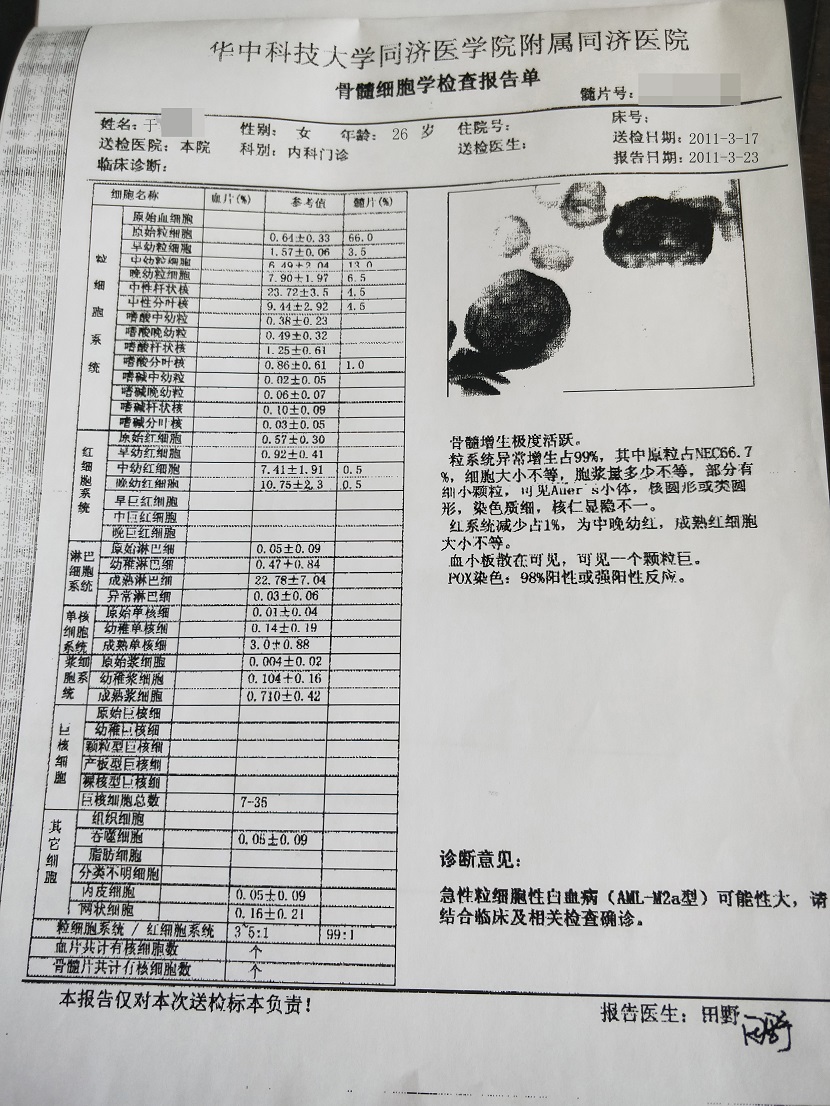 华中科技大学同济医学院附属同济医院
骨髓细胞学检查报告单
髓片号:
姓名: 于 性别: 女 年龄: 26 岁 住院号: 床号:
送检医院: 本院 科别: 内科门诊 送检医生: 送检日期: 2011-3-17
临床诊断: 报告日期: 2011-3-23
细胞名称 血片(%) 参考值 髓片(%)
粒细胞系统
原始血细胞
原始粒细胞 0.64±0.33 66.0
早幼粒细胞 1.57±0.06 3.5
中幼粒细胞 6.49±2.04 13.0
晚幼粒细胞 7.90±1.97 6.5
中性杆状核 23.72±3.5 4.5
中性分叶核 9.44±2.92 4.5
嗜酸中幼粒 0.38±0.23
嗜酸晚幼粒 0.49±0.32
嗜酸杆状核 1.25±0.61
嗜酸分叶核 0.86±0.61 1.0
嗜碱中幼粒 0.02±0.05
嗜碱晚幼粒 0.06±0.07
嗜碱杆状核 0.10±0.09
嗜碱分叶核 0.03±0.05
红细胞系统
原始红细胞 0.57±0.30
早幼红细胞 0.92±0.41
中幼红细胞 7.41±1.91 0.5
晚幼红细胞 10.75±2.3 0.5
早巨红细胞
中巨红细胞
晚巨红细胞
淋巴细胞系统
原始淋巴细 0.05±0.09
幼稚淋巴细 0.47±0.84
成熟淋巴细 22.78±7.04
异常淋巴细 0.03±0.06
单核细胞系统
原始单核细 0.01±0.04
幼稚单核细 0.14±0.19
成熟单核细 3.0±0.88
浆细胞系统
原始浆细胞 0.004±0.02
幼稚浆细胞 0.104±0.16
成熟浆细胞 0.710±0.42
巨核细胞
原始巨核细
幼稚巨核细
颗粒型巨核细
产板型巨核细
裸核型巨核细
巨核细胞总数 7-35
其它细胞
组织细胞
吞噬细胞 0.05±0.09
脂肪细胞
分类不明细胞
内皮细胞 0.05±0.09
网状细胞 0.16±0.21
粒细胞系统 / 红细胞系统 3~5:1 99:1
血片共计有核细胞数 个
骨髓片共计有核细胞数 个
骨髓增生极度活跃。
粒系统异常增生占99%, 其中原粒占NEC66.7
%, 细胞大小不等, 胞浆量多少不等, 部分有
细小颗粒, 可见Auer's小体, 核圆形或类圆
形, 染色质细, 核仁显隐不一。
红系统减少占1%, 为中晚幼红, 成熟红细胞
大小不等。
血小板散在可见, 可见一个颗粒巨。
POX染色: 98%阳性或强阳性反应。
诊断意见:
急性粒细胞性白血病 (AML-M2a型) 可能性大, 请
结合临床及相关检查确诊。
本报告仅对本次送检标本负责!
报告医生: 田野
田野